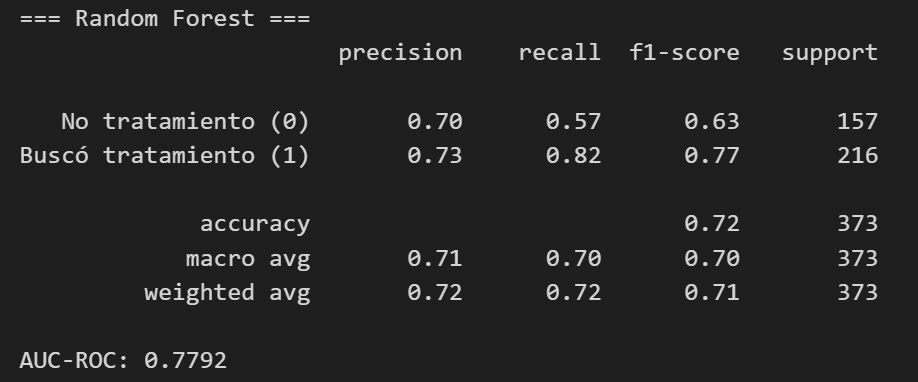 === Random Forest ===
precision recall f1-score support
No tratamiento (0) 0.70 0.57 0.63 157
Buscó tratamiento (1) 0.73 0.82 0.77 216
accuracy 0.72 373
macro avg 0.71 0.70 0.70 373
weighted avg 0.72 0.72 0.71 373
AUC-ROC: 0.7792